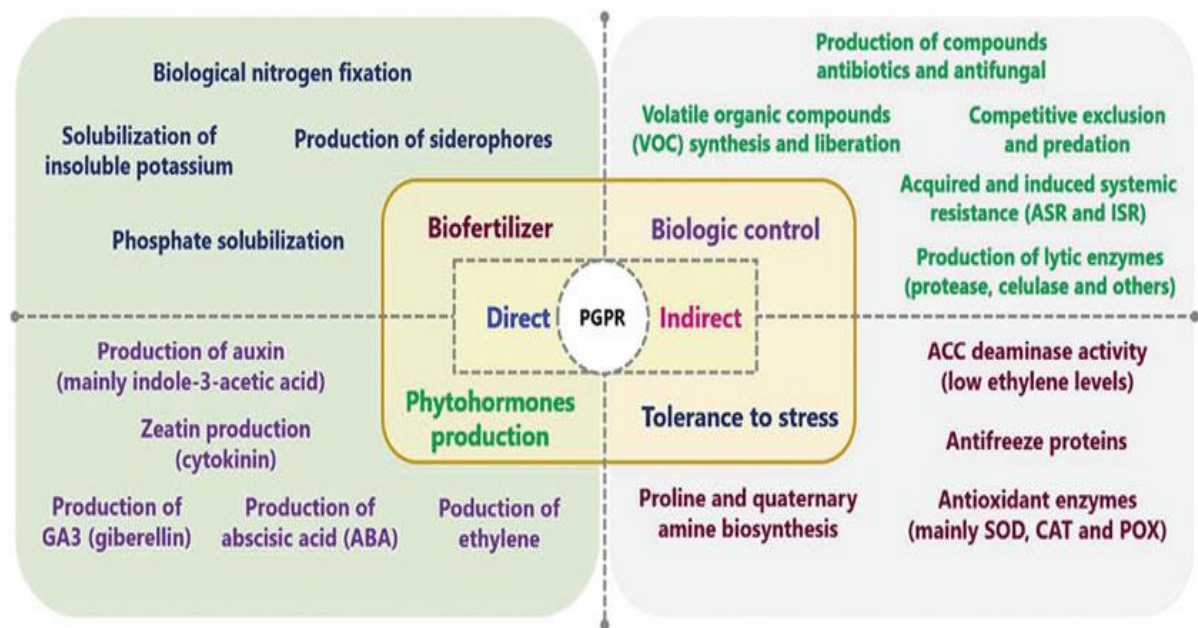 Biological nitrogen fixation
Solubilization of
insoluble potassium
Production of siderophores
Phosphate solubilization
Production of compounds
antibiotics and antifungal
Volatile organic compounds
(VOC) synthesis and liberation
Competitive exclusion
and predation
Acquired and induced systemic
resistance (ASR and ISR)
Production of lytic enzymes
(protease, celulase and others)
Biofertilizer
Biologic control
Direct
PGPR
Indirect
Phytohormones
production
Tolerance to stress
Production of auxin
(mainly indole-3-acetic acid)
Zeatin production
(cytokinin)
Production of
GA3 (giberellin)
Production of
abscisic acid (ABA)
Poduction of
ethylene
ACC deaminase activity
(low ethylene levels)
Antifreeze proteins
Proline and quaternary
amine biosynthesis
Antioxidant enzymes
(mainly SOD, CAT and POX)